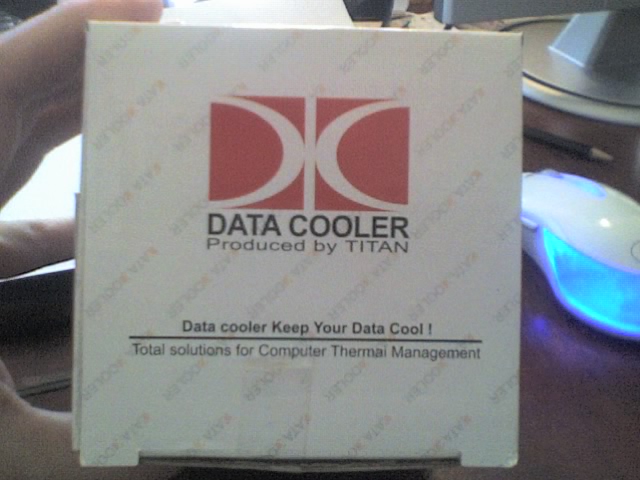 DATA COOLER
Produced by TITAN
Data cooler Keep Your Data Cool !
Total solutions for Computer Thermal Management